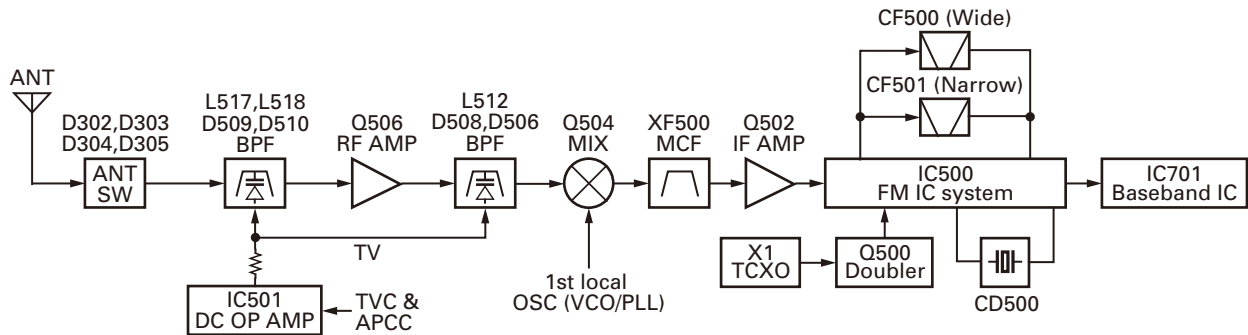 CF500 (Wide)
CF501 (Narrow)
ANT
D302,D303
D304,D305
ANT
SW
L517,L518
D509,D510
BPF
Q506
RF AMP
L512
D508,D506
BPF
Q504
MIX
XF500
MCF
Q502
IF AMP
IC500
FM IC system
IC701
Baseband IC
TV
IC501
DC OP AMP
TVC &
APCC
1st local
OSC (VCO/PLL)
X1
TCXO
Q500
Doubler
CD500